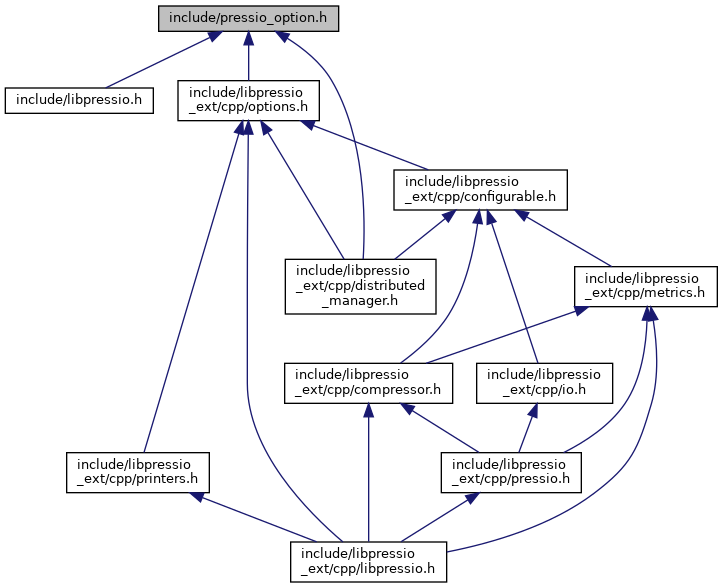 include/pressio_option.h
include/libpressio.h
include/libpressio
_ext/cpp/options.h
include/libpressio
_ext/cpp/configurable.h
include/libpressio
_ext/cpp/distributed
_manager.h
include/libpressio
_ext/cpp/metrics.h
include/libpressio
_ext/cpp/compressor.h
include/libpressio
_ext/cpp/io.h
include/libpressio
_ext/cpp/printers.h
include/libpressio
_ext/cpp/pressio.h
include/libpressio
_ext/cpp/libpressio.h